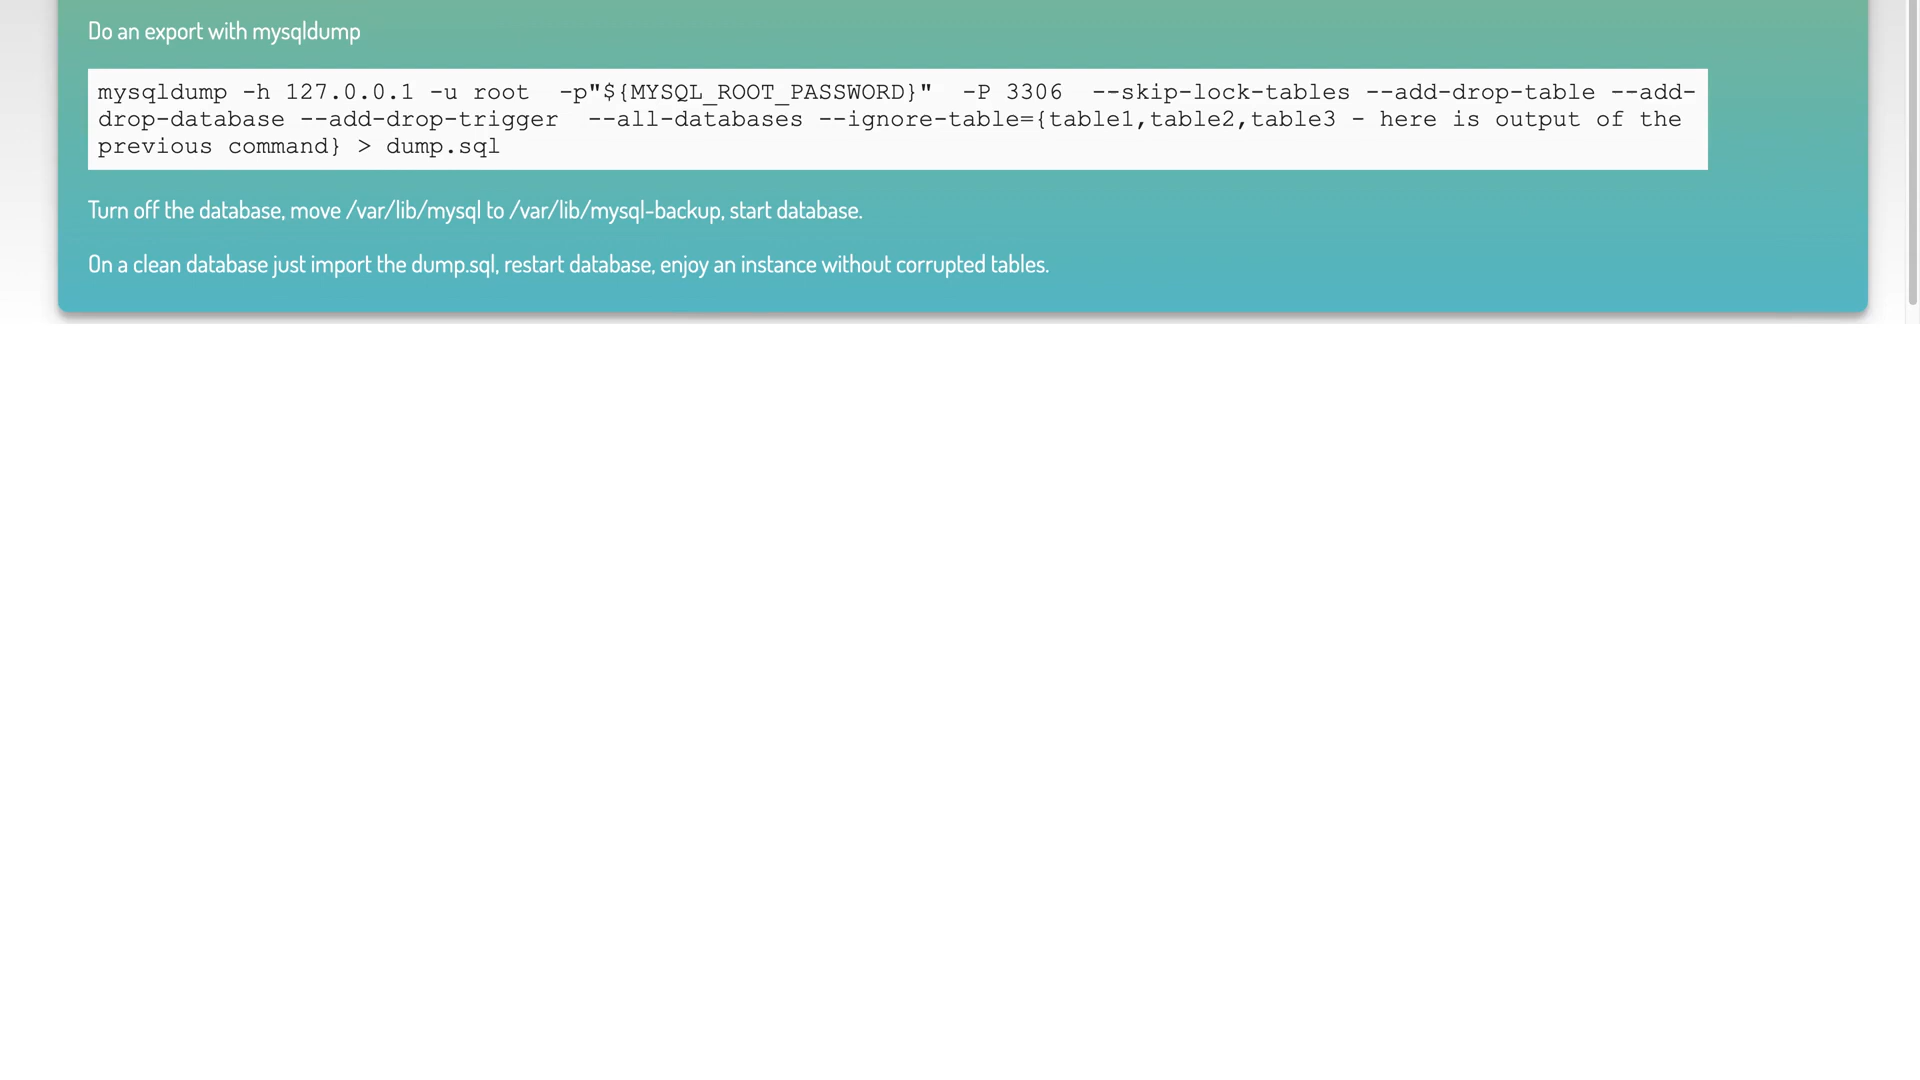 Do an export with mysqldump
mysqldump -h 127.0.0.1 -u root  -p"${MYSQL_ROOT_PASSWORD}"  -P 3306  --skip-lock-tables --add-drop-table --add-
drop-database --add-drop-trigger  --all-databases --ignore-table={table1,table2,table3 - here is output of the
previous command} > dump.sql
Turn off the database, move /var/lib/mysql to /var/lib/mysql-backup, start database.
On a clean database just import the dump.sql, restart database, enjoy an instance without corrupted tables.